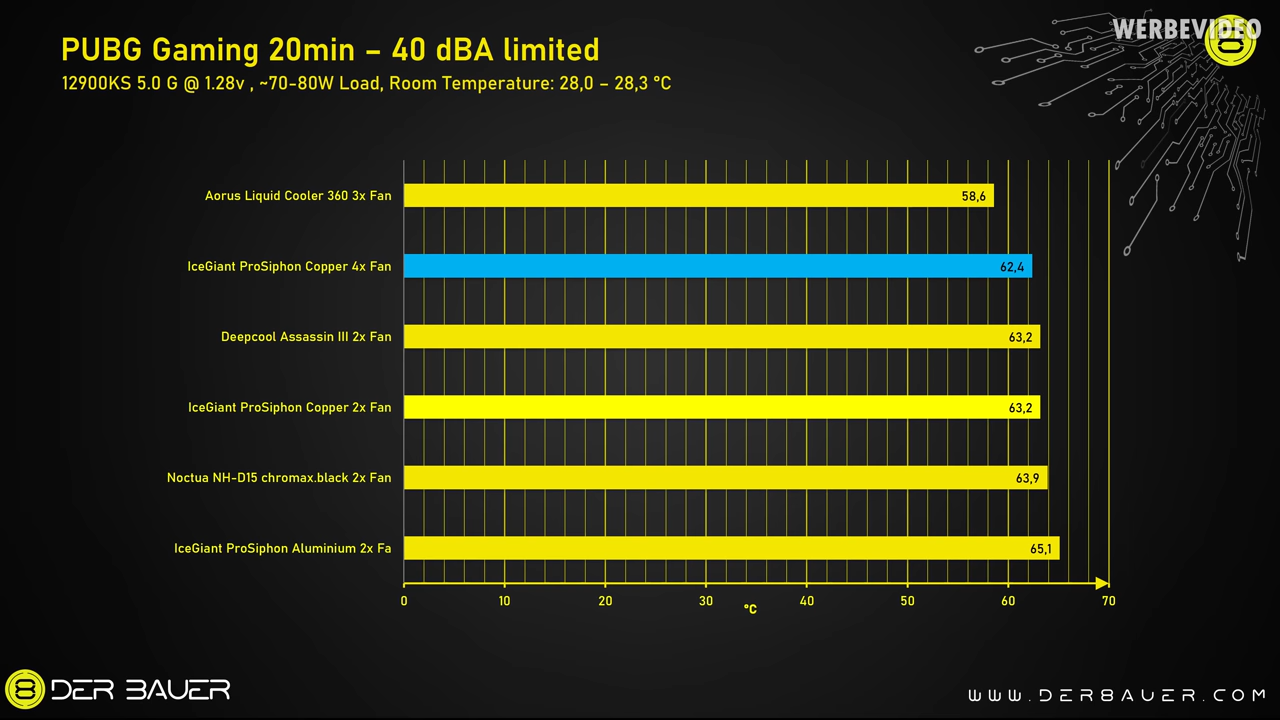 WERBEVIDEO
PUBG Gaming 20min – 40 dBA limited
12900KS 5.0 G @ 1.28v , ~70-80W Load, Room Temperature: 28,0 – 28,3 °C
Aorus Liquid Cooler 360 3x Fan 58,6
IceGiant ProSiphon Copper 4x Fan 62,4
Deepcool Assassin III 2x Fan 63,2
IceGiant ProSiphon Copper 2x Fan 63,2
Noctua NH-D15 chromax.black 2x Fan 63,9
IceGiant ProSiphon Aluminium 2x Fa 65,1
0 10 20 30 40 50 60 70
°C
8 DER BAUER
WWW.DER8AUER.COM